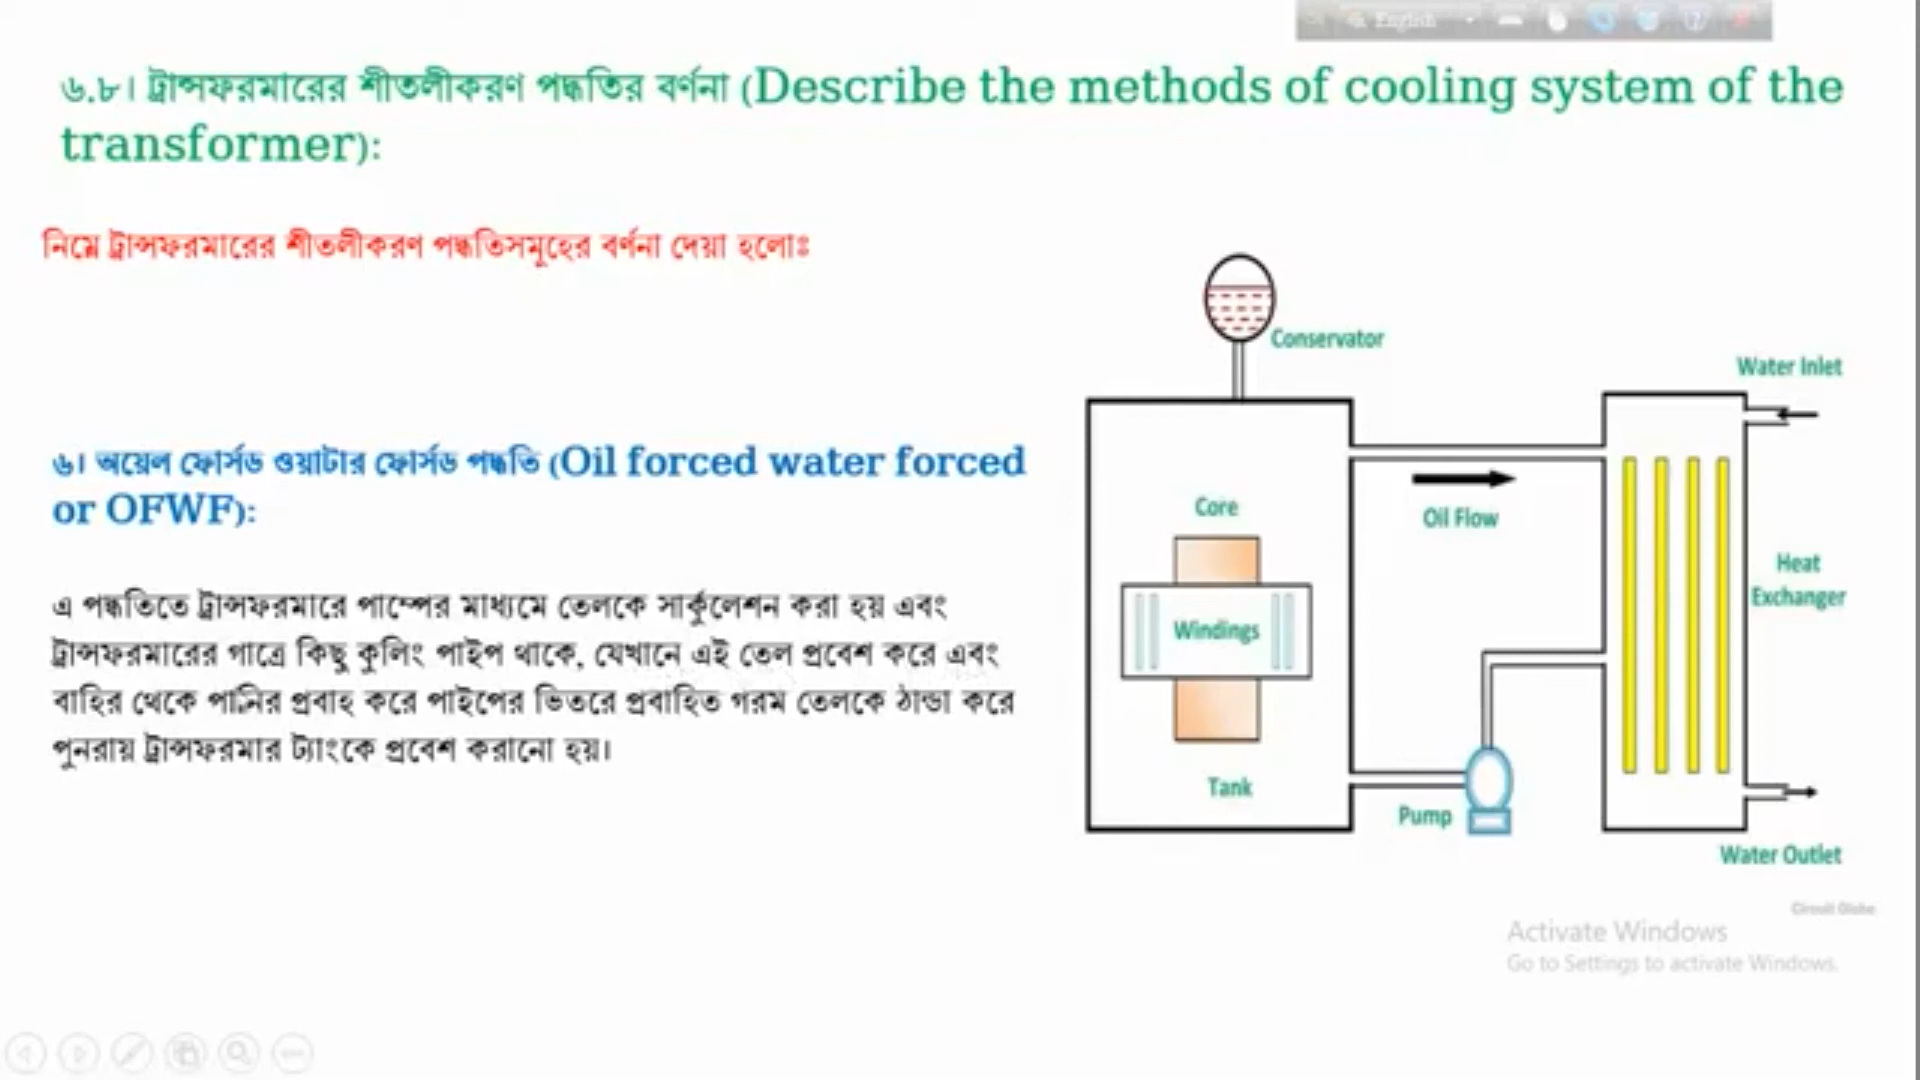 English
৬.৮। ট্রান্সফরমারের শীতলীকরণ পদ্ধতির বর্ণনা (Describe the methods of cooling system of the
transformer):
নিম্নে ট্রান্সফরমারের শীতলীকরণ পদ্ধতিসমূহের বর্ণনা দেয়া হলোঃ
৬। অয়েল ফোর্সড ওয়াটার ফোর্সড পদ্ধতি (Oil forced water forced
or OFWF):
এ পদ্ধতিতে ট্রান্সফরমারে পাম্পের মাধ্যমে তেলকে সার্কুলেশন করা হয় এবং
ট্রান্সফরমারের গাত্রে কিছু কুলিং পাইপ থাকে, যেখানে এই তেল প্রবেশ করে এবং
বাহির থেকে পানির প্রবাহ করে পাইপের ভিতরে প্রবাহিত গরম তেলকে ঠান্ডা করে
পুনরায় ট্রান্সফরমার ট্যাংকে প্রবেশ করানো হয়।
Conservator
Water Inlet
Core
Oil Flow
Heat
Exchanger
Windings
Tank
Pump
Water Outlet
Circuit Globe
Activate Windows
Go to Settings to activate Windows.